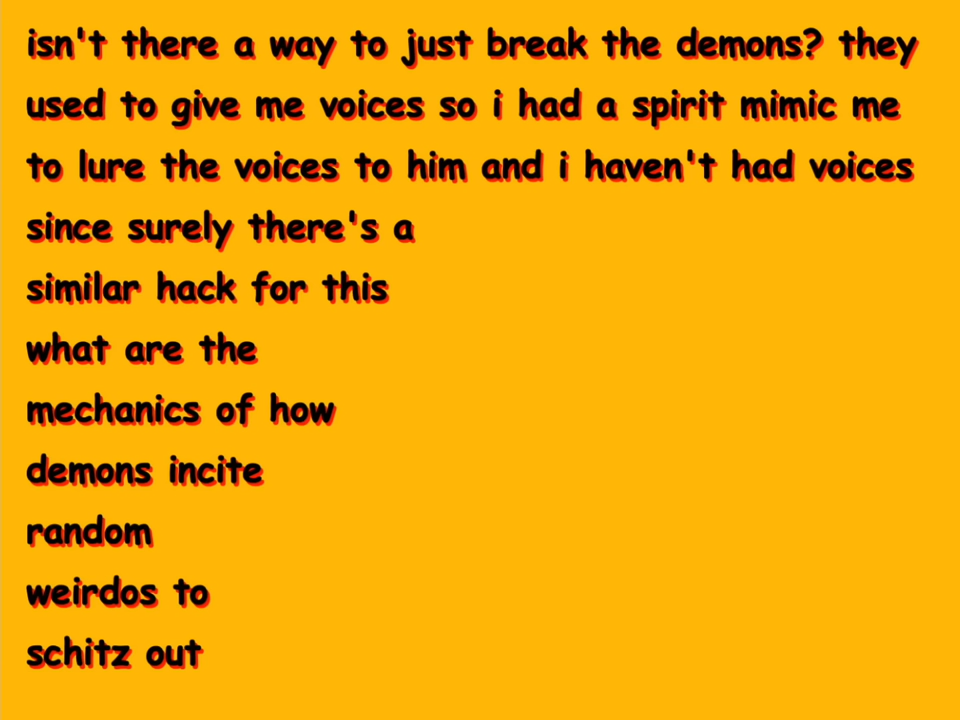 isn't there a way to just break the demons? they
used to give me voices so i had a spirit mimic me
to lure the voices to him and i haven't had voices
since surely there's a
similar hack for this
what are the
mechanics of how
demons incite
random
weirdos to
schitz out